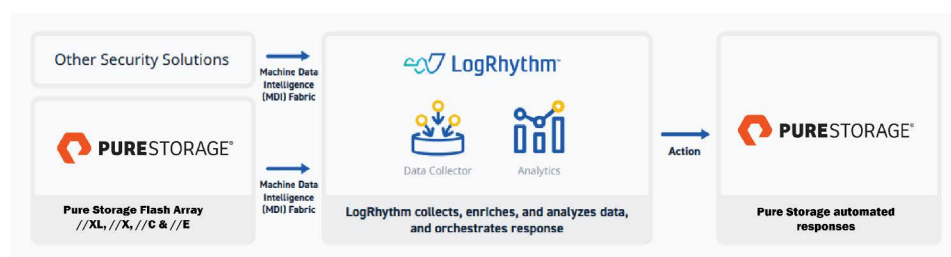 Other Security Solutions
PURESTORAGE®
Pure Storage Flash Array
//XL, //X, //C & //E
Machine Data
Intelligence
(MDI) Fabric
Machine Data
Intelligence
(MDI) Fabric
LogRhythm™
Data Collector
Analytics
LogRhythm collects, enriches, and analyzes data,
and orchestrates response
Action
PURESTORAGE®
Pure Storage automated
responses